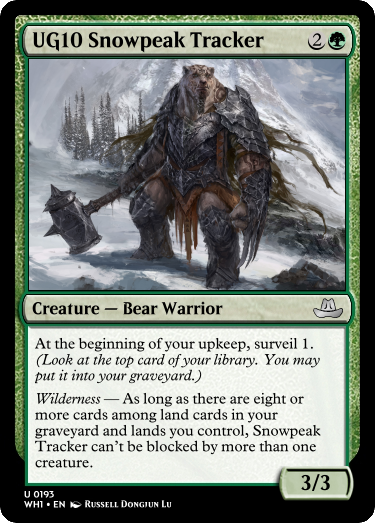 UG10 Snowpeak Tracker 2
Creature — Bear Warrior
At the beginning of your upkeep, surveil 1.
(Look at the top card of your library. You may
put it into your graveyard.)
Wilderness — As long as there are eight or
more cards among land cards in your
graveyard and lands you control, Snowpeak
Tracker can't be blocked by more than one
creature.
3/3
U 0193
WH1 • EN Russell Dongjun Lu